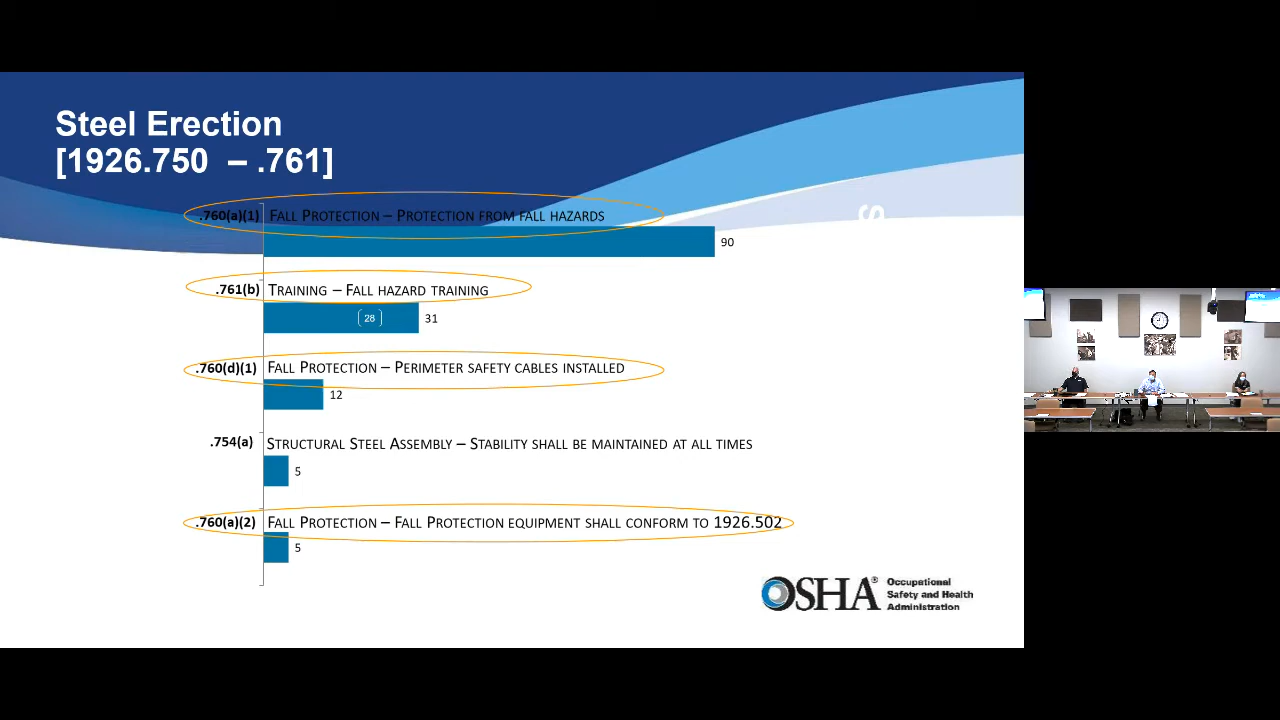 Steel Erection
[1926.750 – .761]
S
.760(a)(1) FALL PROTECTION – PROTECTION FROM FALL HAZARDS
90
.761(b) TRAINING – FALL HAZARD TRAINING
28 31
.760(d)(1) FALL PROTECTION – PERIMETER SAFETY CABLES INSTALLED
12
.754(a) STRUCTURAL STEEL ASSEMBLY – STABILITY SHALL BE MAINTAINED AT ALL TIMES
5
.760(a)(2) FALL PROTECTION – FALL PROTECTION EQUIPMENT SHALL CONFORM TO 1926.502
5
OSHA® Occupational
Safety and Health
Administration